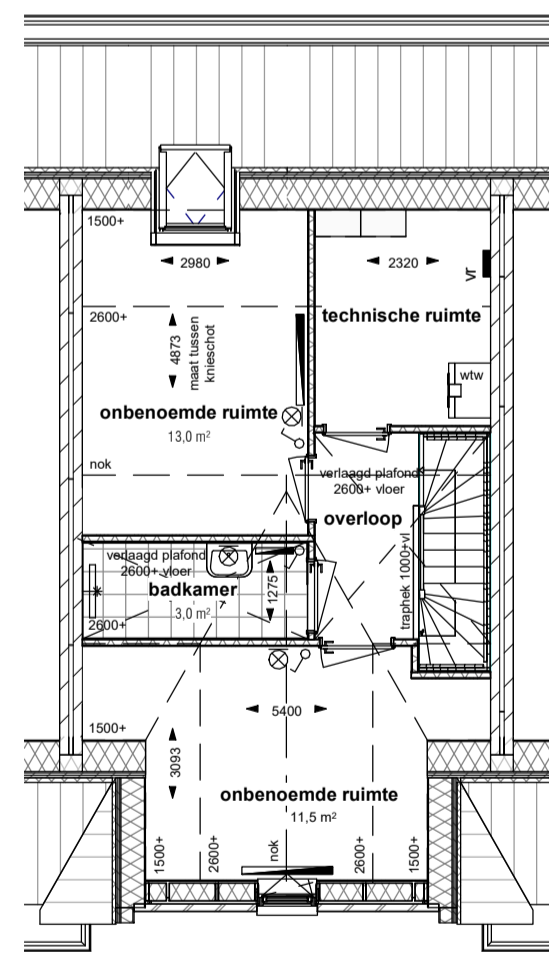 1500+
2980
2320
vr
2600+
4873
maat tussen
knieschot
technische ruimte
wtw
onbenoemde ruimte
13,0 m²
nok
verlaagd plafond
2600+ vloer
overloop
traphek 1000+vl
verlaagd plafond
2600+ vloer
badkamer
3,0 m²
1275
2600+
5400
1500+
3093
onbenoemde ruimte
11,5 m²
1500+
2600+
nok
2600+
1500+